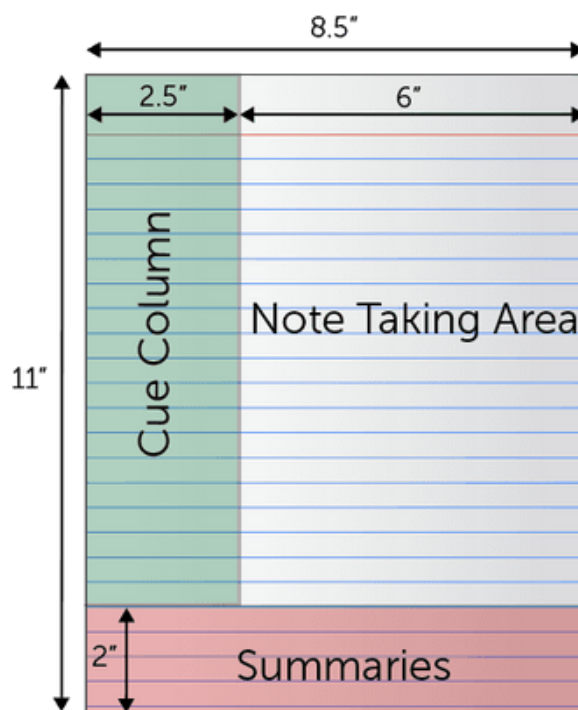 8.5″
2.5″
6″
Cue Column
Note Taking Area
11″
2″
Summaries